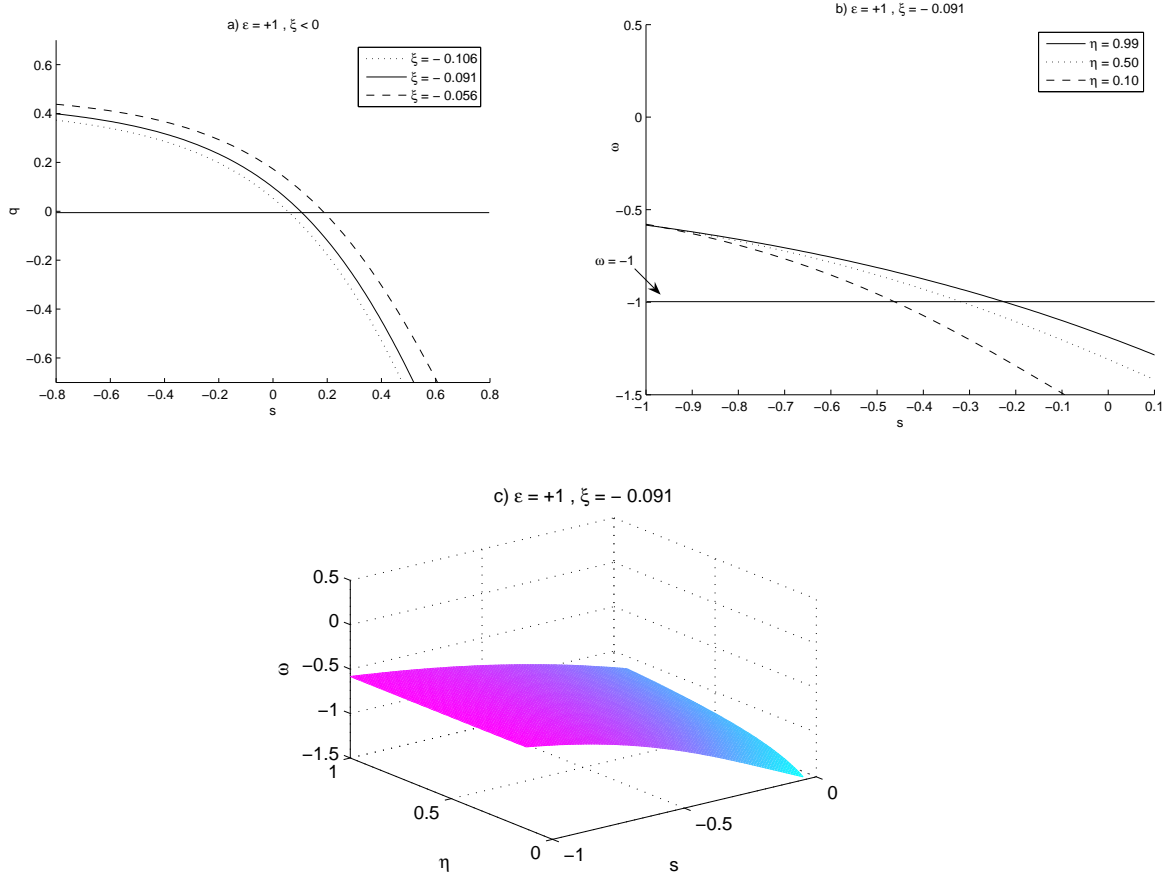 a) ε = +1 , ξ < 0
ξ = − 0.106
ξ = − 0.091
ξ = − 0.056
q
0.6
0.4
0.2
0
−0.2
−0.4
−0.6
−0.8 −0.6 −0.4 −0.2 0 0.2 0.4 0.6 0.8
s
b) ε = +1 , ξ = − 0.091
η = 0.99
η = 0.50
η = 0.10
ω
0.5
0
−0.5
ω = −1
−1
−1.5
−1 −0.9 −0.8 −0.7 −0.6 −0.5 −0.4 −0.3 −0.2 −0.1 0 0.1
s
c) ε = +1 , ξ = − 0.091
ω
0.5
0
−0.5
−1
−1.5
1
0.5
0
η
−1
−0.5
0
s